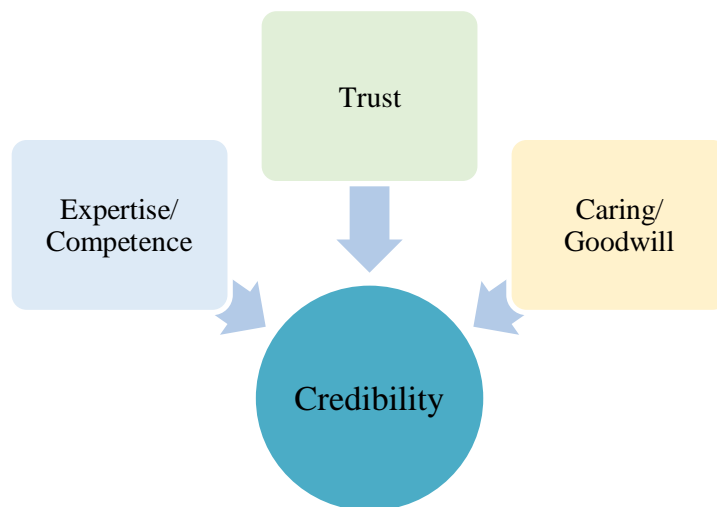 Trust
Expertise/
Competence
Caring/
Goodwill
Credibility